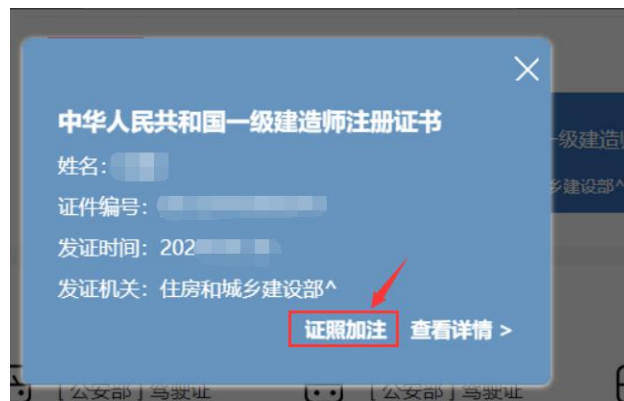 中华人民共和国一级建造师注册证书
姓名:
证件编号:
发证时间: 202
发证机关: 住房和城乡建设部^
证照加注 查看详情 >
级建造
乡建设部^
[公安部] 驾驶证
[公安部] 驾驶证